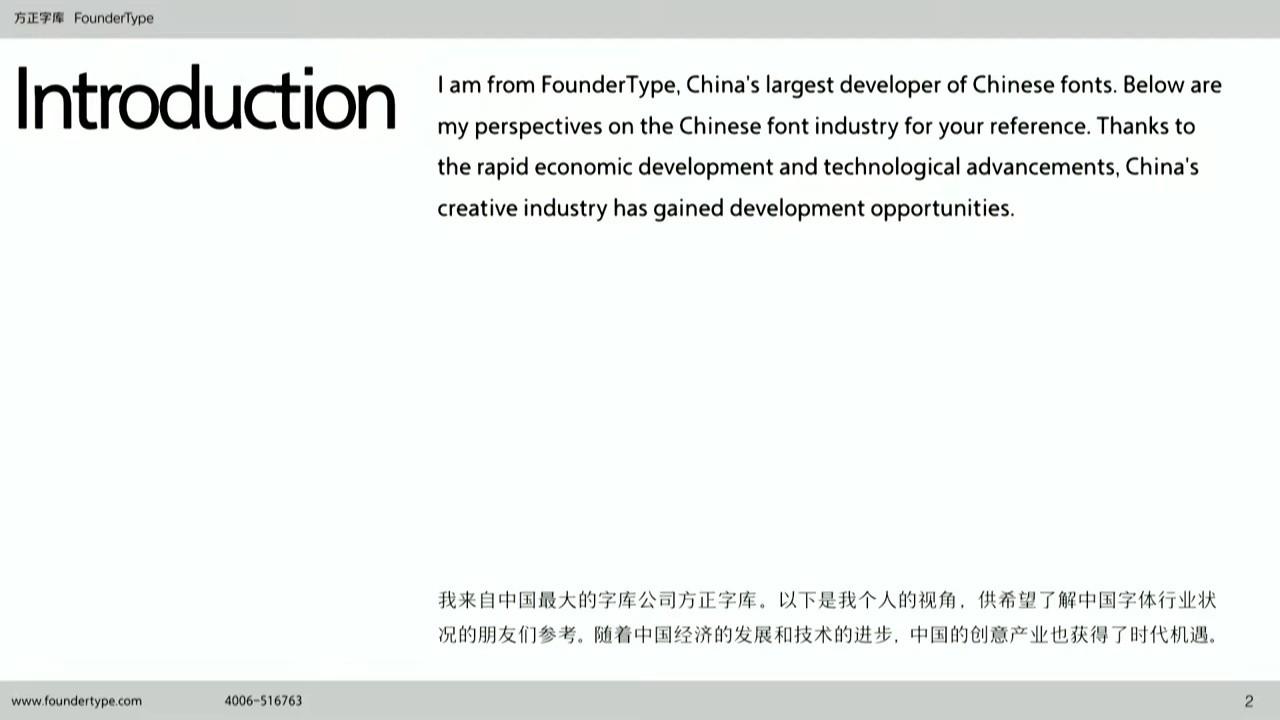 方正字库 FounderType
Introduction
I am from FounderType, China's largest developer of Chinese fonts. Below are
my perspectives on the Chinese font industry for your reference. Thanks to
the rapid economic development and technological advancements, China's
creative industry has gained development opportunities.
我来自中国最大的字库公司方正字库。以下是我个人的视角，供希望了解中国字体行业状
况的朋友们参考。随着中国经济的发展和技术的进步，中国的创意产业也获得了时代机遇。
www.foundertype.com 4006-516763 2